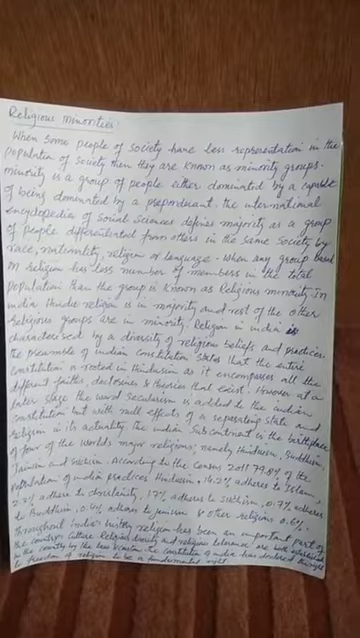 Religious Minorities:
When some people of society have less representation in the
population of society then they are known as minority groups.
minority is a group of people either dominated by a capable
of being dominated by a preponderant. the international
encyclopedia of Social Sciences defines majority as a group
of people differentiated from others in the same Society by
race, nationality, religion or language. When any group based
on religion has less number of members in the total
population than the group is known as Religious minority. In
india Hindu religion is in majority and rest of the other
religious groups are in minority. Religion in india is
characterised by a diversity of religious beliefs and practices.
the preamble of indian constitution states that the entire
constitution is rooted in Hinduism as it encompasses all the
different faiths, doctrines & theories that exist. However at a
later stage the word secularism is added to the indian
constitution but with null effects of a seperating state and
religion in its actuality. the indian Subcontinent is the birthplace
of four of the worlds major religions; namely Hinduism, Buddhism,
Jainism and Sikhism. According to the census 2011 79.8% of the
population of india practices Hinduism, 14.2% adheres to Islam,
2.3% adhere to christianity, 1.7% adheres to Sikhism, 0.7% adheres
to Buddhism, 0.4% adhere to jainism & other religions 0.6%.
throughout india's history religion has been an important part of
the country's culture. Religious diversity and religious tolerance are both established
in the country by the law & custom. the constitution of india has declared the right
to freedom of religion to be a fundamental right.